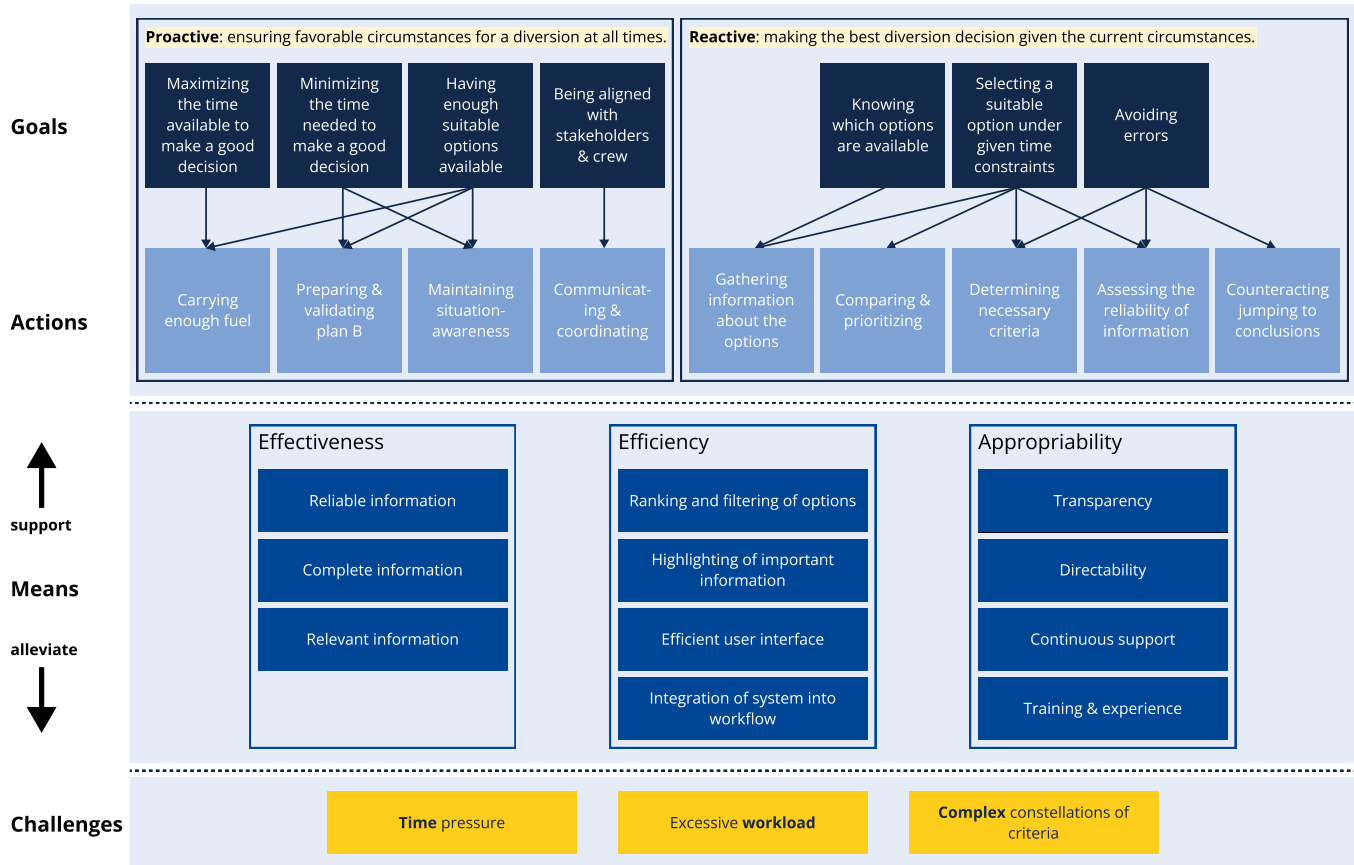 Proactive: ensuring favorable circumstances for a diversion at all times.
Reactive: making the best diversion decision given the current circumstances.
Goals
Maximizing
the time
available to
make a good
decision
Minimizing
the time
needed to
make a good
decision
Having
enough
suitable
options
available
Being aligned
with
stakeholders
& crew
Knowing
which options
are available
Selecting a
suitable
option under
given time
constraints
Avoiding
errors
Actions
Carrying
enough fuel
Preparing &
validating
plan B
Maintaining
situation-
awareness
Communicat-
ing &
coordinating
Gathering
information
about the
options
Comparing &
prioritizing
Determining
necessary
criteria
Assessing the
reliability of
information
Counteracting
jumping to
conclusions
support
Means
alleviate
Effectiveness
Reliable information
Complete information
Relevant information
Efficiency
Ranking and filtering of options
Highlighting of important
information
Efficient user interface
Integration of system into
workflow
Appropriability
Transparency
Directability
Continuous support
Training & experience
Challenges
Time pressure
Excessive workload
Complex constellations of
criteria